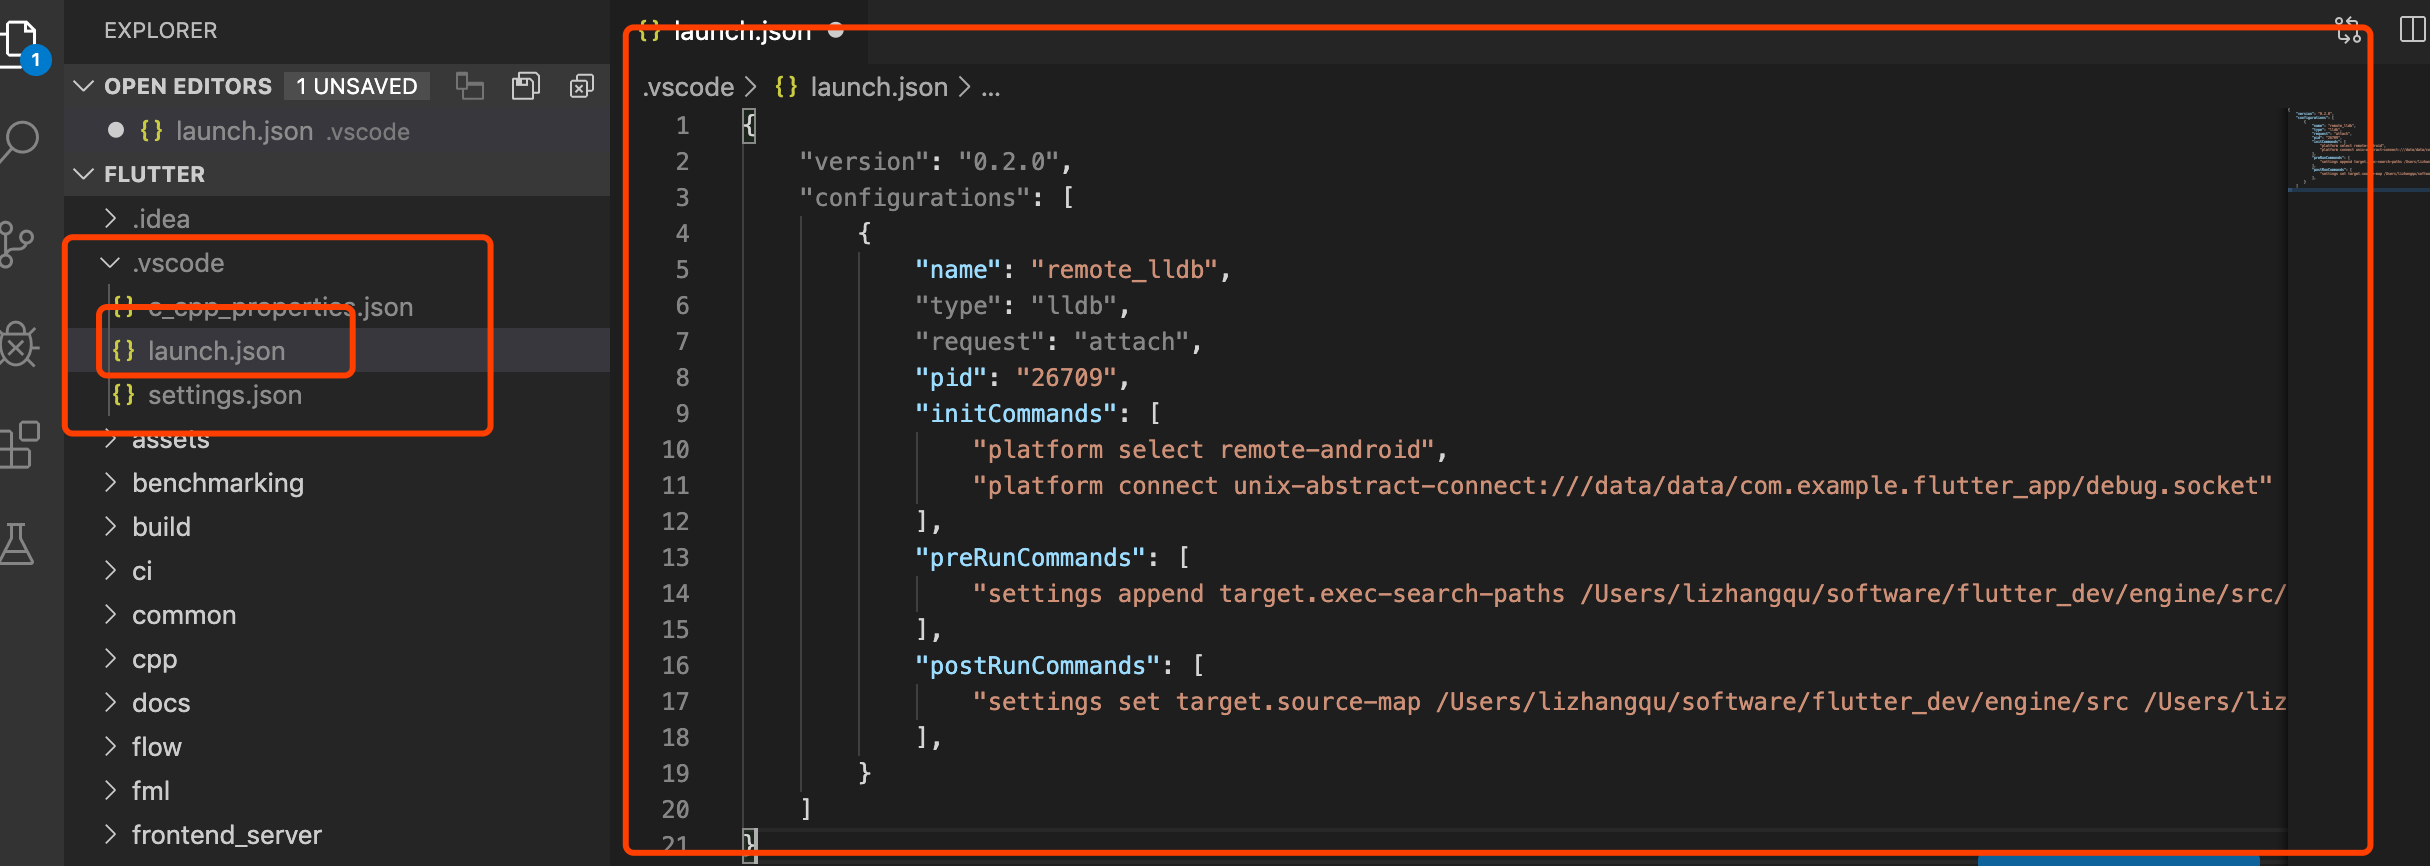 EXPLORER
OPEN EDITORS 1 UNSAVED
{} launch.json .vscode
FLUTTER
.idea
.vscode
{} c_cpp_properties.json
{} launch.json
{} settings.json
assets
benchmarking
build
ci
common
cpp
docs
flow
fml
frontend_server
1
{} launch.json
.vscode > {} launch.json > ...
1 {
2 "version": "0.2.0",
3 "configurations": [
4 {
5 "name": "remote_lldb",
6 "type": "lldb",
7 "request": "attach",
8 "pid": "26709",
9 "initCommands": [
10 "platform select remote-android",
11 "platform connect unix-abstract-connect:///data/data/com.example.flutter_app/debug.socket"
12 ],
13 "preRunCommands": [
14 "settings append target.exec-search-paths /Users/lizhangqu/software/flutter_dev/engine/src/
15 ],
16 "postRunCommands": [
17 "settings set target.source-map /Users/lizhangqu/software/flutter_dev/engine/src /Users/liz
18 ],
19 }
20 ]
21 }